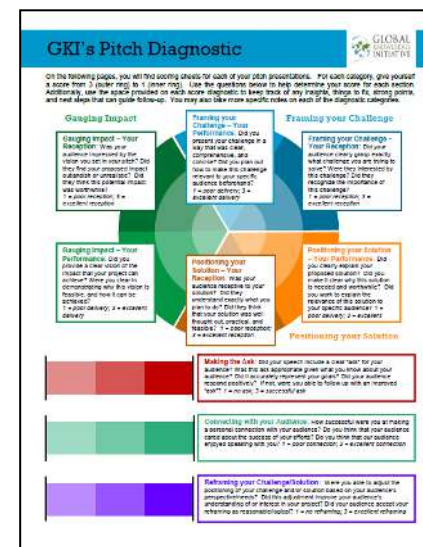 GKI's Pitch Diagnostic
GLOBAL
KNOWLEDGE
INITIATIVE
On the following pages, you will find scoring sheets for each of your pitch presentations. For each category, give yourself
a score from 3 (outer ring) to 1 (inner ring). Use the questions below to help determine your score for each section.
Additionally, use the space provided on each score diagnostic to keep track of any insights, things to fix, strong points,
and next steps that can guide follow-up. You may also take more specific notes on each of the diagnostic categories.
Gauging Impact
Framing your Challenge
Gauging Impact – Your
Reception: Was your
audience impressed by the
vision you set in your pitch? Did
they find your proposed impact
outlandish or unrealistic? Did
they think this potential impact
was worthwhile?
1 = poor reception; 3 =
excellent reception
Framing your
Challenge – Your
Performance. Did you
present your challenge in a
way that was clear,
comprehensive, and
concise? Did you plan out
how to make this challenge
relevant to your specific
audience beforehand?
1 = poor delivery; 3 =
excellent delivery
Framing your Challenge –
Your Reception: Did your
audience clearly grasp exactly
what challenge you are trying to
solve? Were they interested by
this challenge? Did they
recognize the importance of
this challenge?
1 = poor reception; 3 =
excellent reception
Gauging Impact – Your
Performance. Did you
provide a clear vision of the
impact that your project can
achieve? Were you clear in
demonstrating why this vision is
feasible, and how it can be
achieved?
1 = poor delivery; 3 = excellent
delivery
Positioning your
Solution – Your
Reception: Was your
audience receptive to your
solution? Did they
understand exactly what you
plan to do? Did they think
that your solution was well
thought out, practical, and
feasible? 1 = poor reception;
3 = excellent reception
Positioning your Solution
– Your Performance. Did
you clearly explain your
proposed solution? Did you
make it clear why this solution
is needed and worthwhile? Did
you work to explain the
relevance of this solution to
your specific audience? 1 =
poor delivery; 3 = excellent
delivery
Positioning your Solution
Making the Ask: Did your speech include a clear "ask" for your
audience? Was this ask appropriate given what you know about your
audience? Did it accurately represent your goals? Did your audience
respond positively? If not, were you able to follow up with an improved
"ask"? 1 = no ask; 3 = successful ask
Connecting with your Audience. How successful were you at making
a personal connection with your audience? Do you think that your audience
cared about the success of your efforts? Do you think that our audience
enjoyed speaking with you? 1 = poor connection; 3 = excellent connection
Reframing your Challenge/Solution: Were you able to adjust the
positioning of your challenge and/or solution based on your audience's
perspective/needs? Did this adjustment improve your audience's
understanding of or interest in your project? Did your audience accept your
reframing as reasonable/logical? 1 = no reframing; 3 = excellent reframing